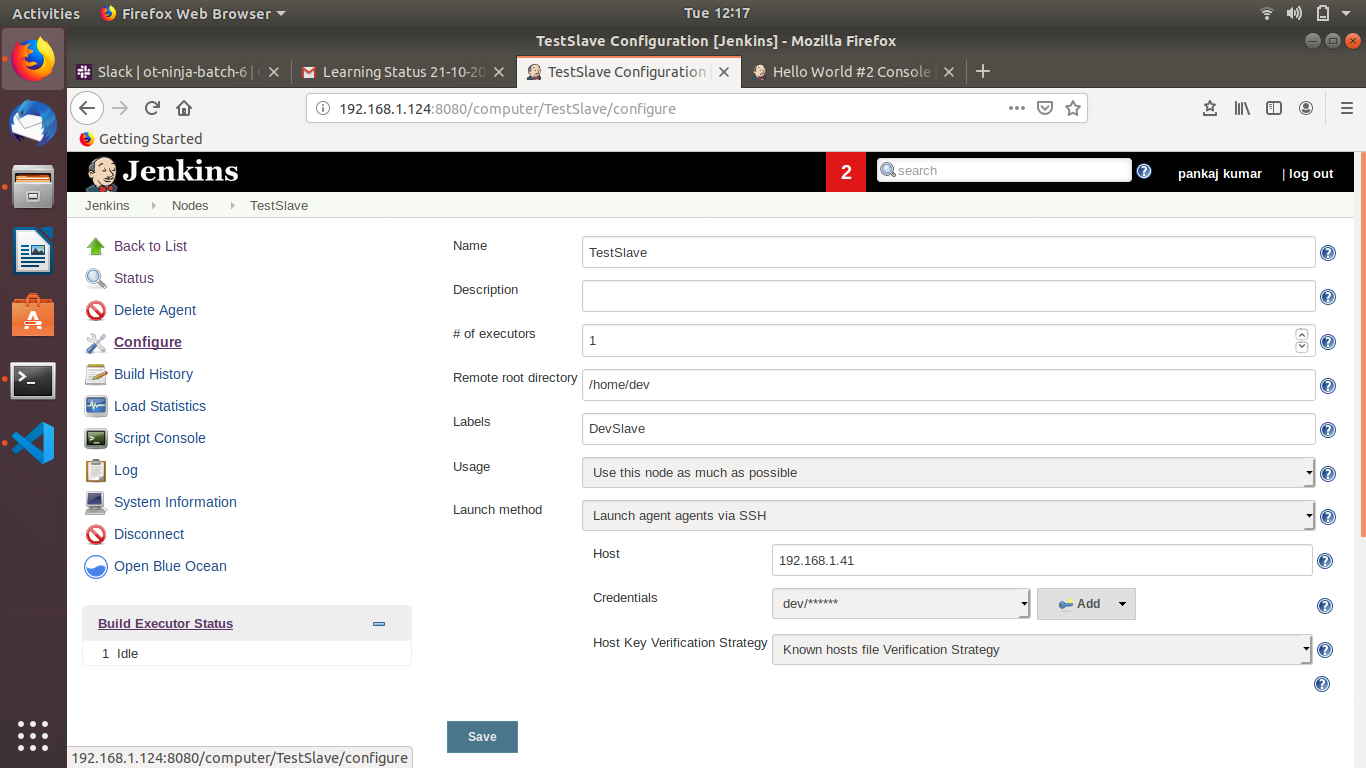 Activities Firefox Web Browser Tue 12:17
TestSlave Configuration [Jenkins] - Mozilla Firefox
Slack | ot-ninja-batch-6 | Learning Status 21-10-20 TestSlave Configuration Hello World #2 Console
192.168.1.124:8080/computer/TestSlave/configure
Getting Started
Jenkins 2 search pankaj kumar | log out
Jenkins Nodes TestSlave
Back to List
Status
Delete Agent
Configure
Build History
Load Statistics
Script Console
Log
System Information
Disconnect
Open Blue Ocean
Build Executor Status
1 Idle
Name TestSlave
Description
# of executors 1
Remote root directory /home/dev
Labels DevSlave
Usage Use this node as much as possible
Launch method Launch agent agents via SSH
Host 192.168.1.41
Credentials dev/****** Add
Host Key Verification Strategy Known hosts file Verification Strategy
Save
192.168.1.124:8080/computer/TestSlave/configure